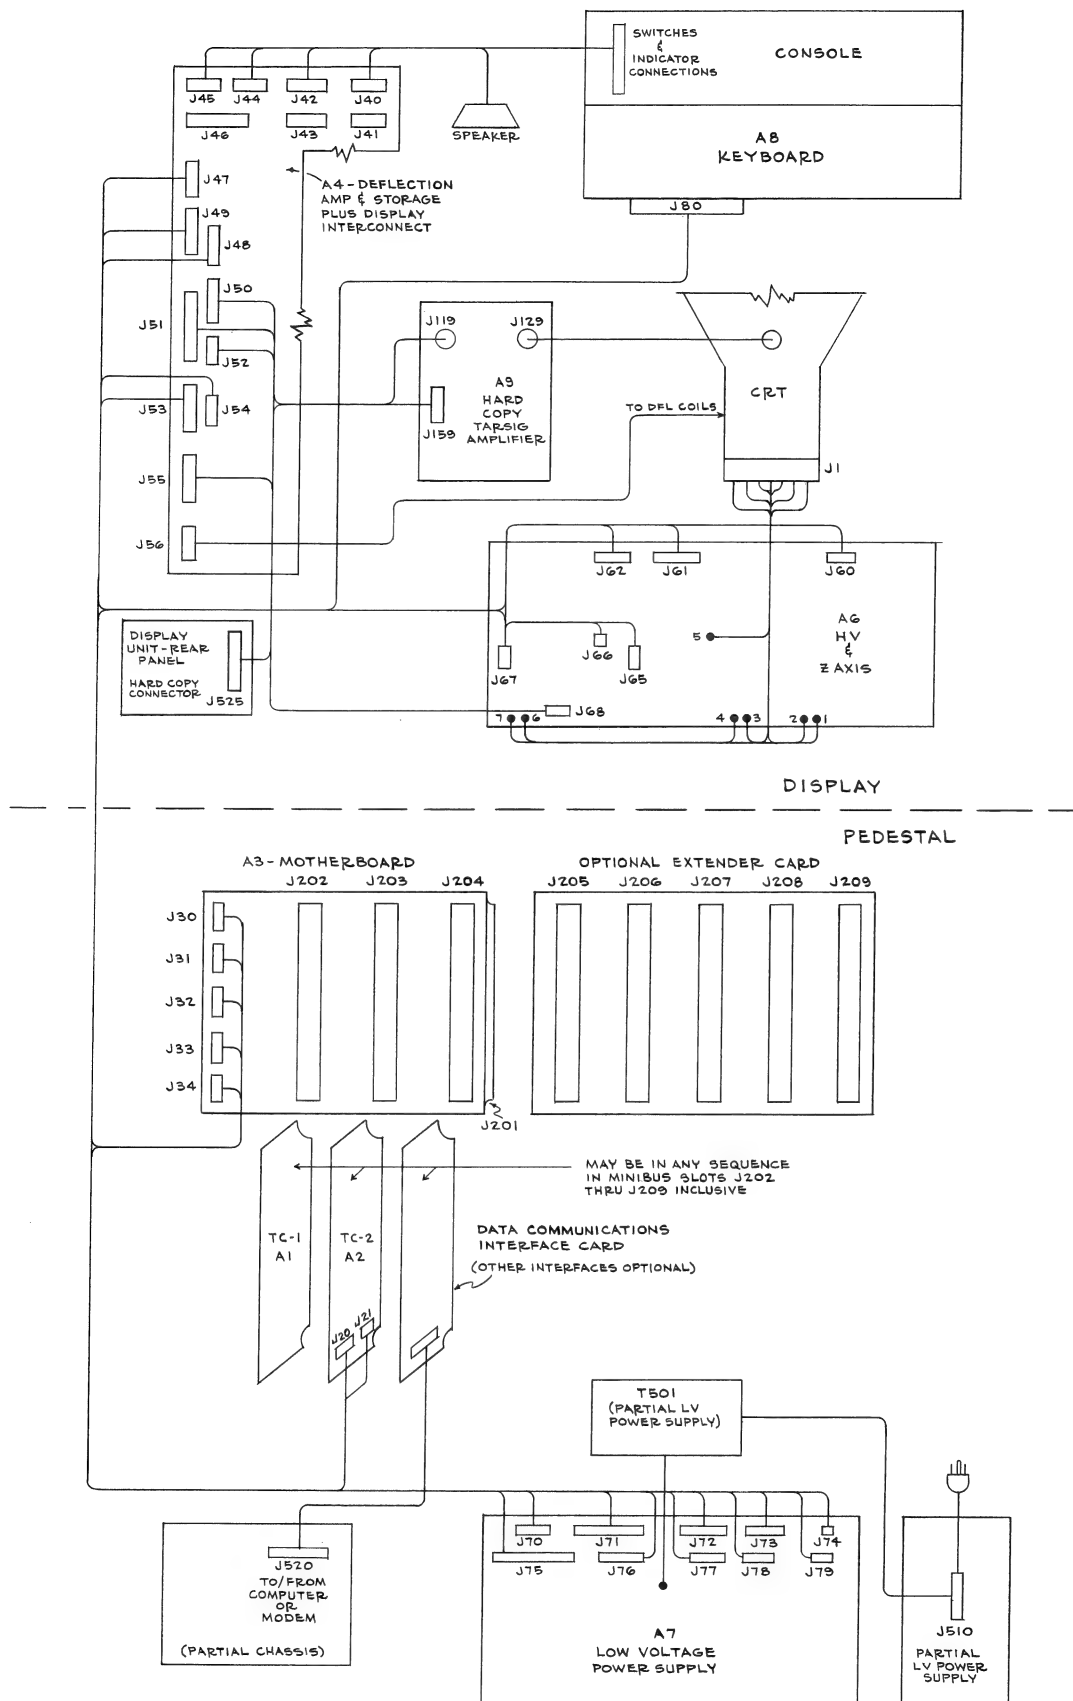 SWITCHES
&
INDICATOR
CONNECTIONS
CONSOLE
J45
J44
J42
J40
J46
J43
J41
SPEAKER
A8
KEYBOARD
J47
A4-DEFLECTION
AMP & STORAGE
PLUS DISPLAY
INTERCONNECT
J80
J49
J48
J50
J51
J52
J119
J129
A9
HARD
COPY
TARSIG
AMPLIFIER
J159
CRT
TO DFL COILS
J53
J54
J1
J55
J56
J62
J61
J60
A6
HV
&
Z AXIS
5
J66
J67
J65
J68
7
6
4
3
2
1
DISPLAY
UNIT-REAR
PANEL
HARD COPY
CONNECTOR
J525
DISPLAY
PEDESTAL
A3-MOTHERBOARD
OPTIONAL EXTENDER CARD
J202
J203
J204
J205
J206
J207
J208
J209
J30
J31
J32
J33
J34
J201
MAY BE IN ANY SEQUENCE
IN MINIBUS SLOTS J202
THRU J209 INCLUSIVE
TC-1
A1
TC-2
A2
DATA COMMUNICATIONS
INTERFACE CARD
(OTHER INTERFACES OPTIONAL)
J20
J21
T501
(PARTIAL LV
POWER SUPPLY)
J70
J71
J72
J73
J74
J75
J76
J77
J78
J79
J520
TO/FROM
COMPUTER
OR
MODEM
(PARTIAL CHASSIS)
A7
LOW VOLTAGE
POWER SUPPLY
J510
PARTIAL
LV POWER
SUPPLY